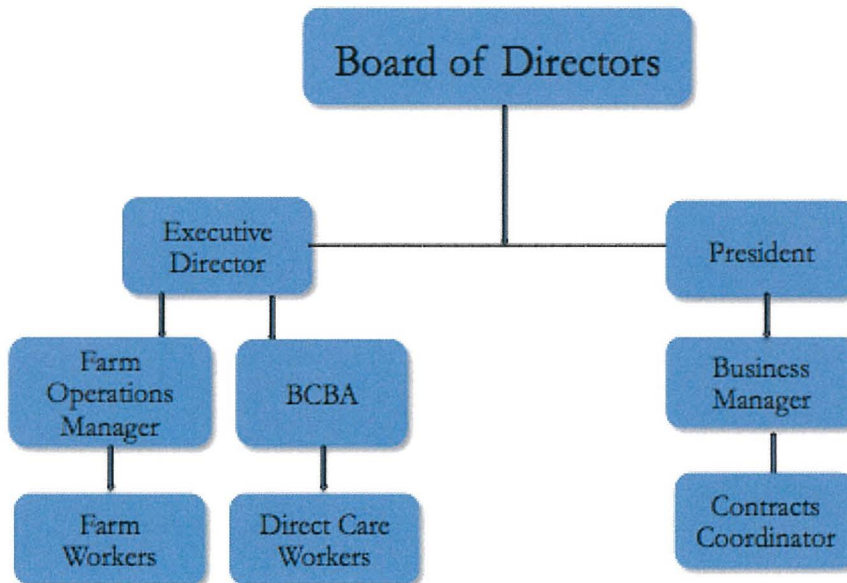 Board of Directors
Executive
Director
President
Farm
Operations
Manager
BCBA
Business
Manager
Farm
Workers
Direct Care
Workers
Contracts
Coordinator